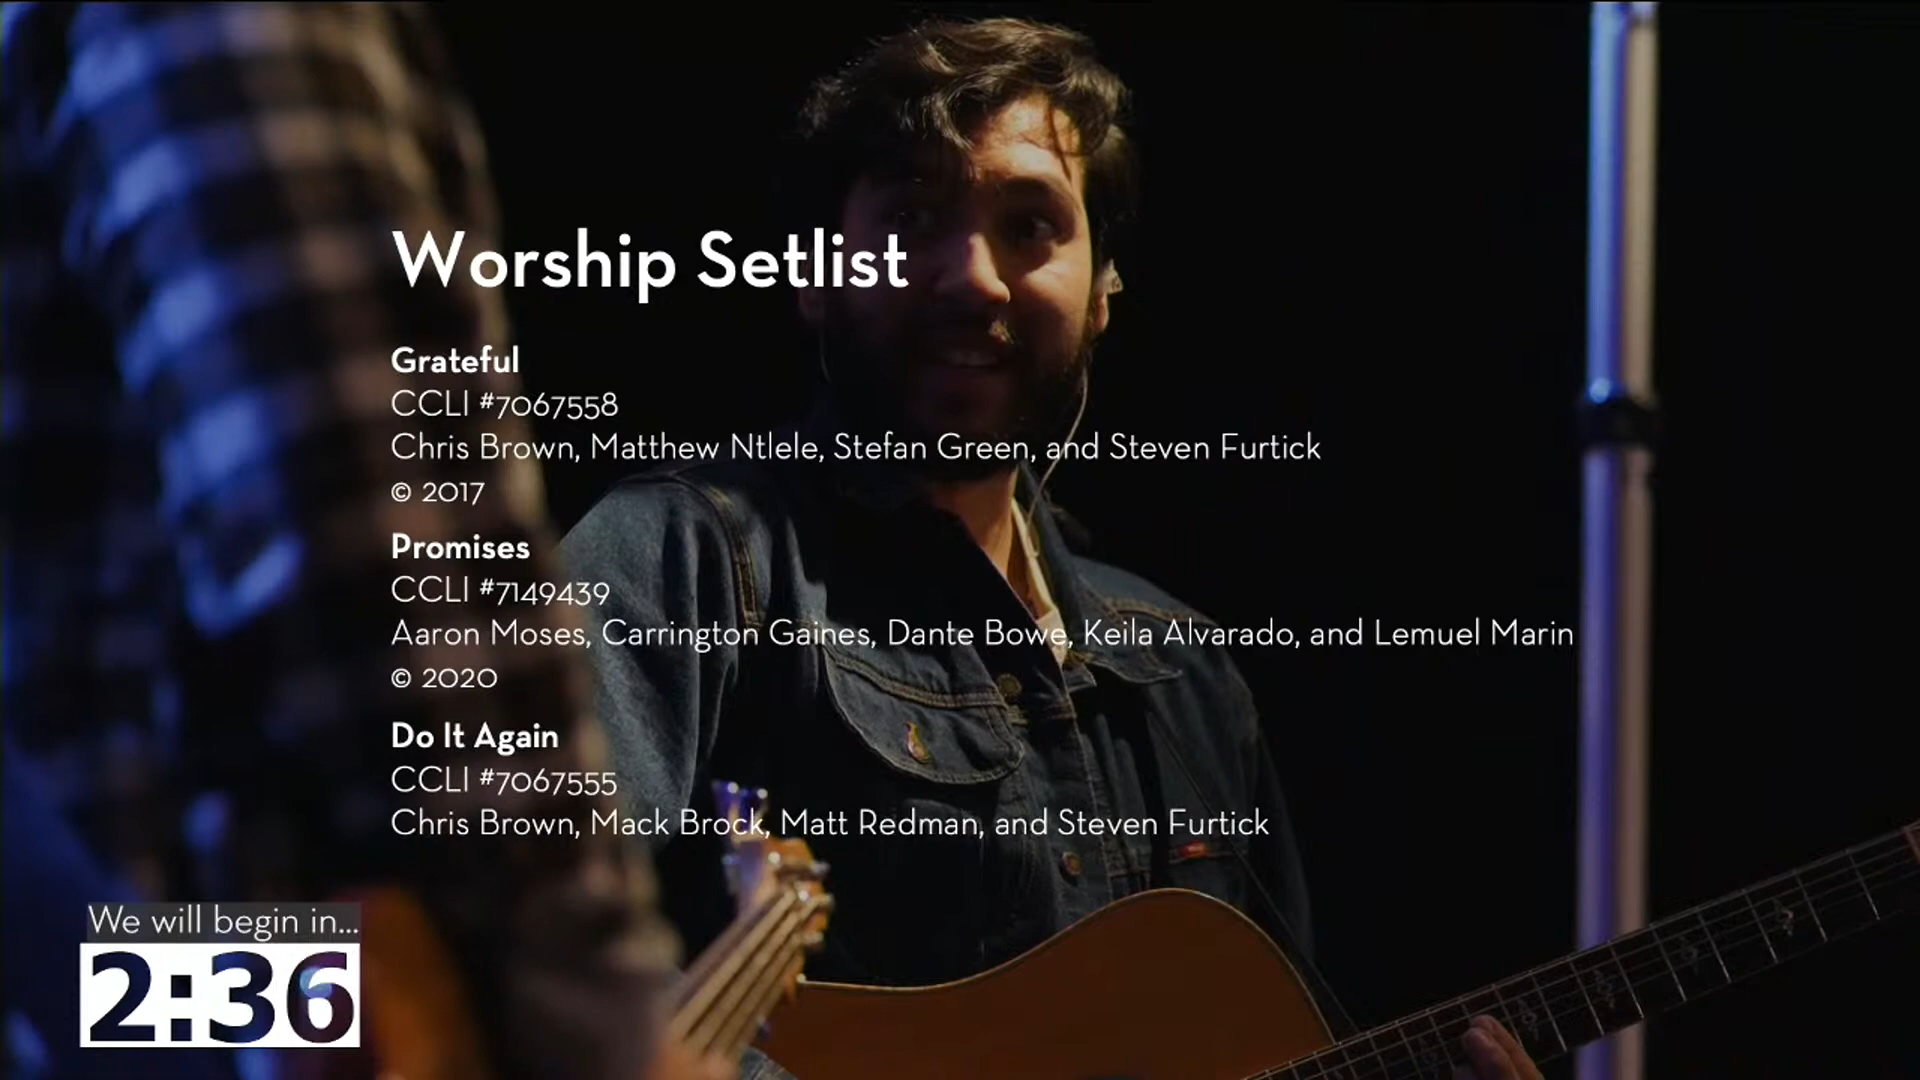 Worship Setlist
Grateful
CCLI #7067558
Chris Brown, Matthew Ntlele, Stefan Green, and Steven Furtick
© 2017
Promises
CCLI #7149439
Aaron Moses, Carrington Gaines, Dante Bowe, Keila Alvarado, and Lemuel Marin
© 2020
Do It Again
CCLI #7067555
Chris Brown, Mack Brock, Matt Redman, and Steven Furtick
We will begin in...
2:36